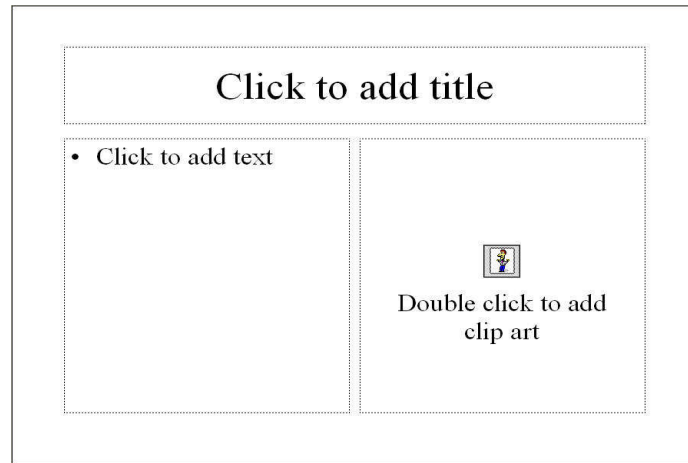 Click to add title
• Click to add text
Double click to add
clip art